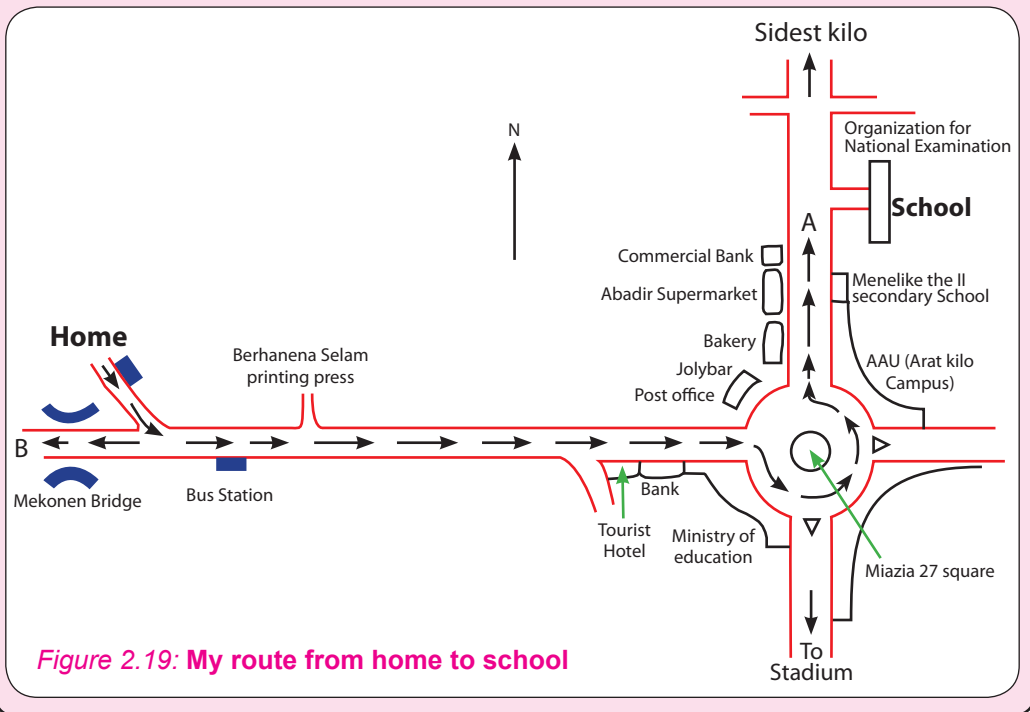 Sidest kilo
N
Organization for
National Examination
School
A
Commercial Bank
Abadir Supermarket
Menelike the II
secondary School
Home
Berhanena Selam
printing press
Bakery
Jolybar
Post office
AAU (Arat kilo
Campus)
B
Mekonen Bridge
Bus Station
Bank
Tourist
Hotel
Ministry of
education
Miazia 27 square
To
Stadium
Figure 2.19: My route from home to school